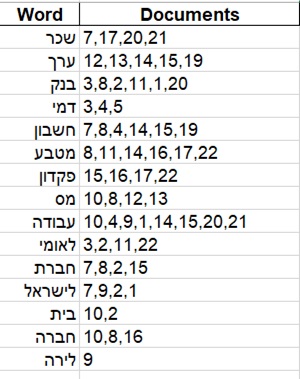 Word Documents
שכר 7,17,20,21
ערך 12,13,14,15,19
בנק 3,8,2,11,1,20
דמי 3,4,5
חשבון 7,8,4,14,15,19
מטבע 8,11,14,16,17,22
פקדון 15,16,17,22
מס 10,8,12,13
עבודה 10,4,9,1,14,15,20,21
לאומי 3,2,11,22
חברת 7,8,2,15
לישראל 7,9,2,1
בית 10,2
חברה 10,8,16
לירה 9